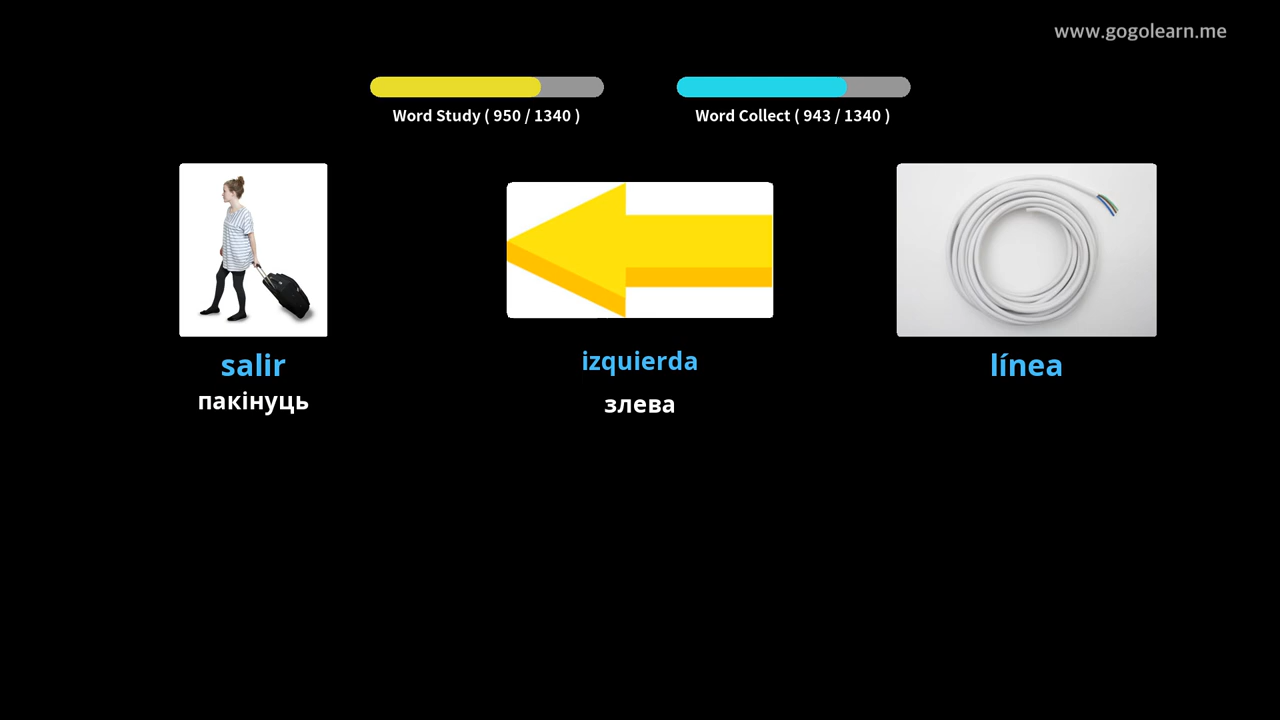 www.gogolearn.me
Word Study ( 950 / 1340 )
Word Collect ( 943 / 1340 )
salir
пакінуць
izquierda
злева
línea